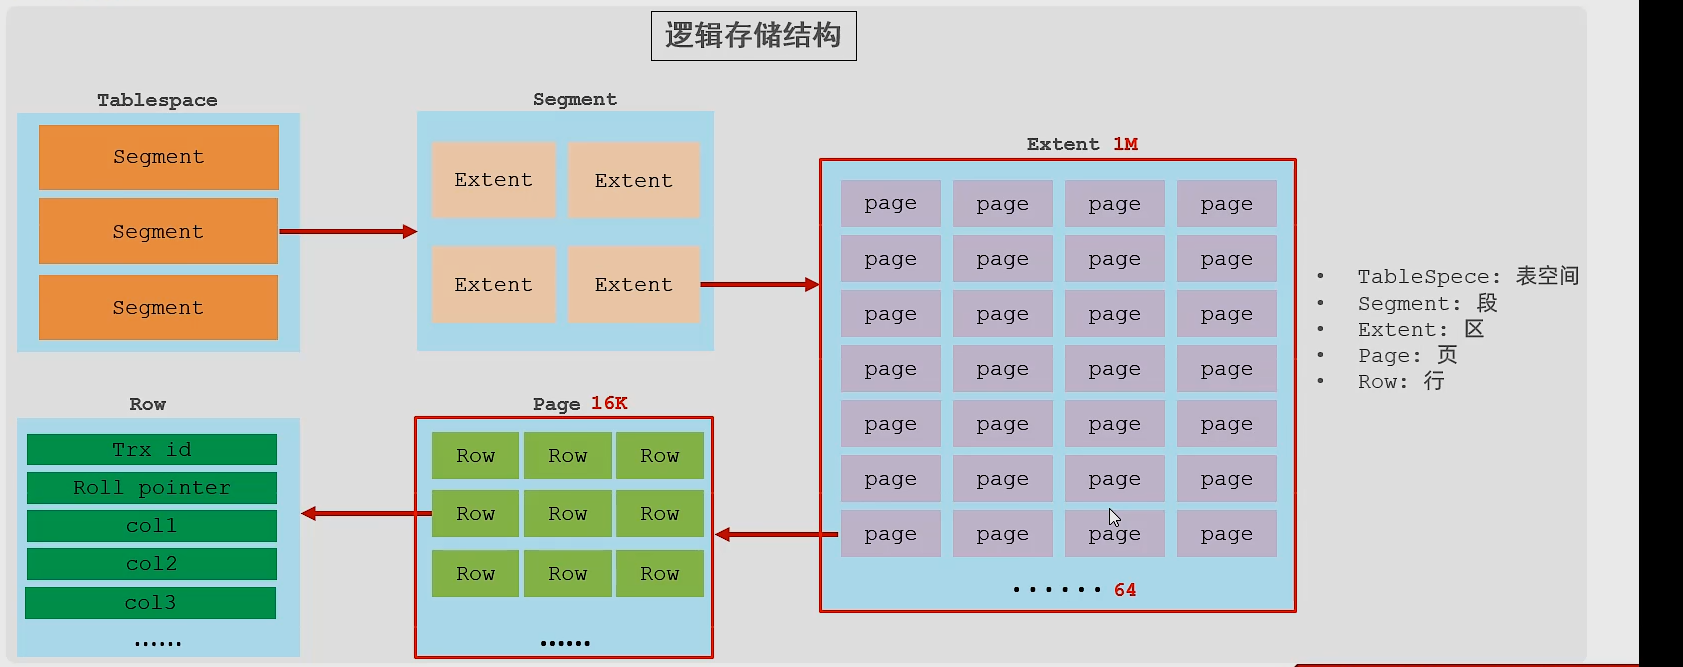 逻辑存储结构
Tablespace
Segment
Segment
Segment
Segment
Extent Extent
Extent Extent
Extent 1M
page page page page
page page page page
page page page page
page page page page
page page page page
page page page page
page page page page
······ 64
Page 16K
Row Row Row
Row Row Row
Row Row Row
······
Row
Trx id
Roll pointer
col1
col2
col3
······
• TableSpece: 表空间
• Segment: 段
• Extent: 区
• Page: 页
• Row: 行